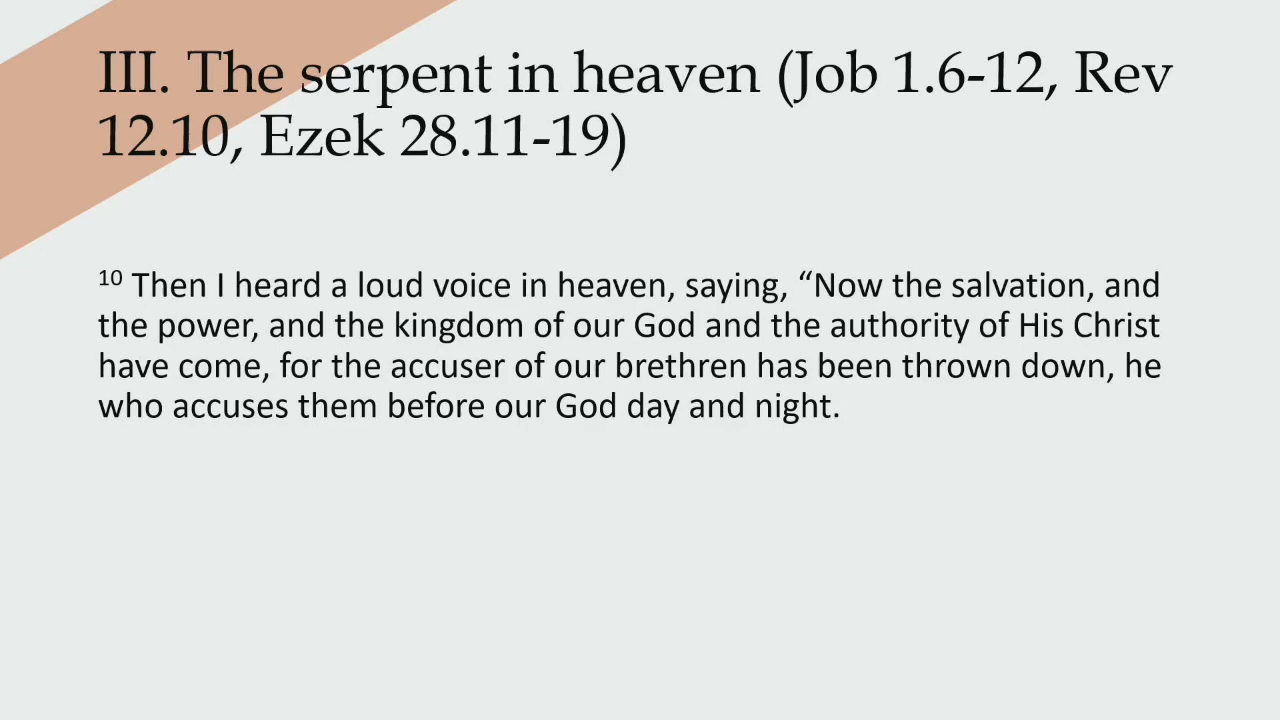 III. The serpent in heaven (Job 1.6-12, Rev
12.10, Ezek 28.11-19)
10 Then I heard a loud voice in heaven, saying, “Now the salvation, and
the power, and the kingdom of our God and the authority of His Christ
have come, for the accuser of our brethren has been thrown down, he
who accuses them before our God day and night.